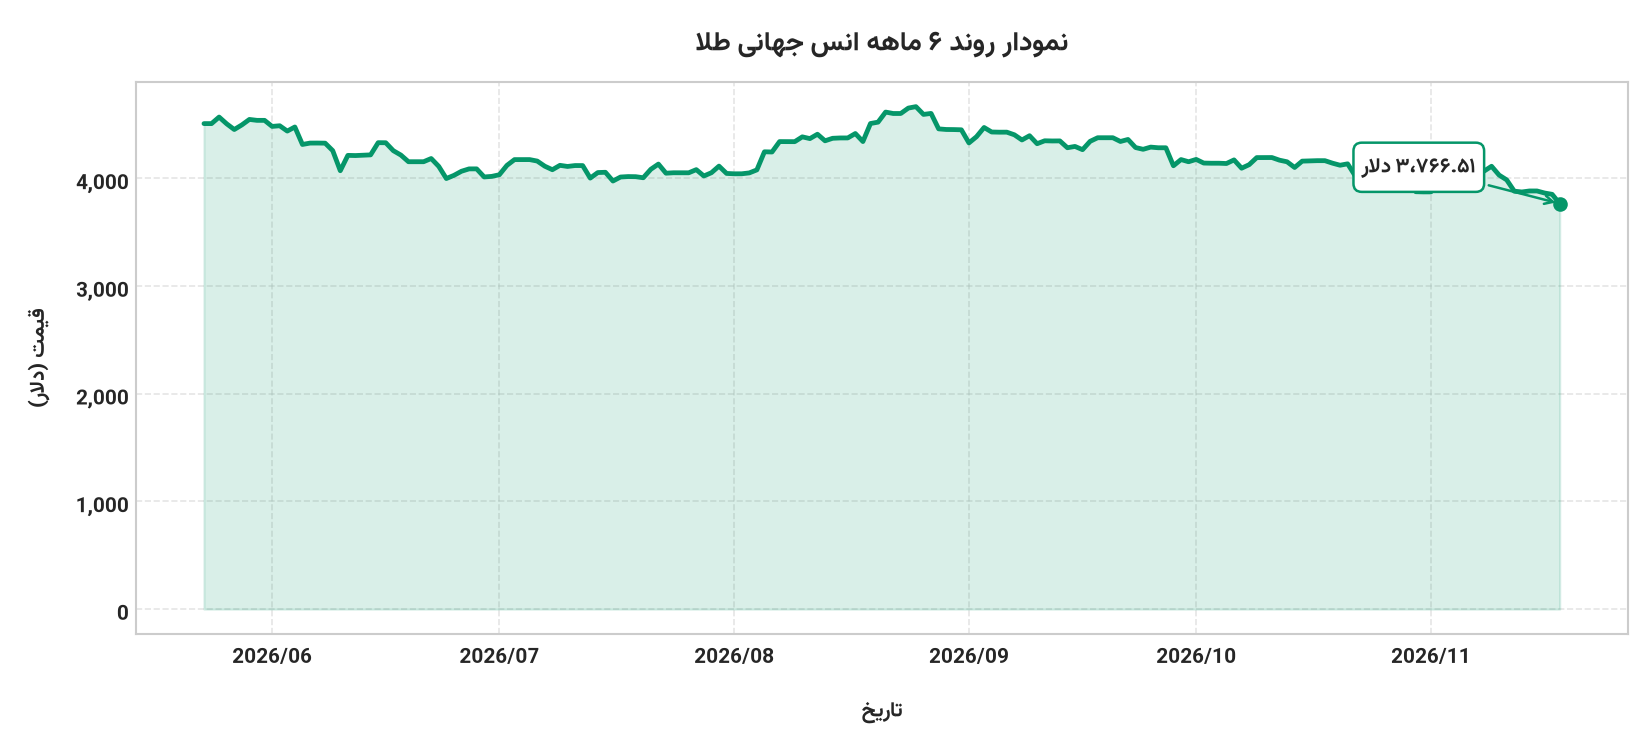 نمودار روند ۶ ماهه انس جهانی طلا
قیمت (دلار)
4,000
3,000
2,000
1,000
0
۳،۷۶۶.۵۱ دلار
2026/06
2026/07
2026/08
2026/09
2026/10
2026/11
تاریخ